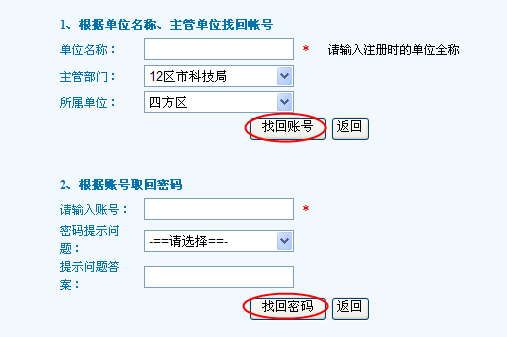 1、根据单位名称、主管单位找回帐号
单位名称： * 请输入注册时的单位全称
主管部门： 12区市科技局
所属单位： 四方区
找回账号 返回
2、根据账号取回密码
请输入账号： *
密码提示问
题： -==请选择==-
提示问题答
案：
找回密码 返回